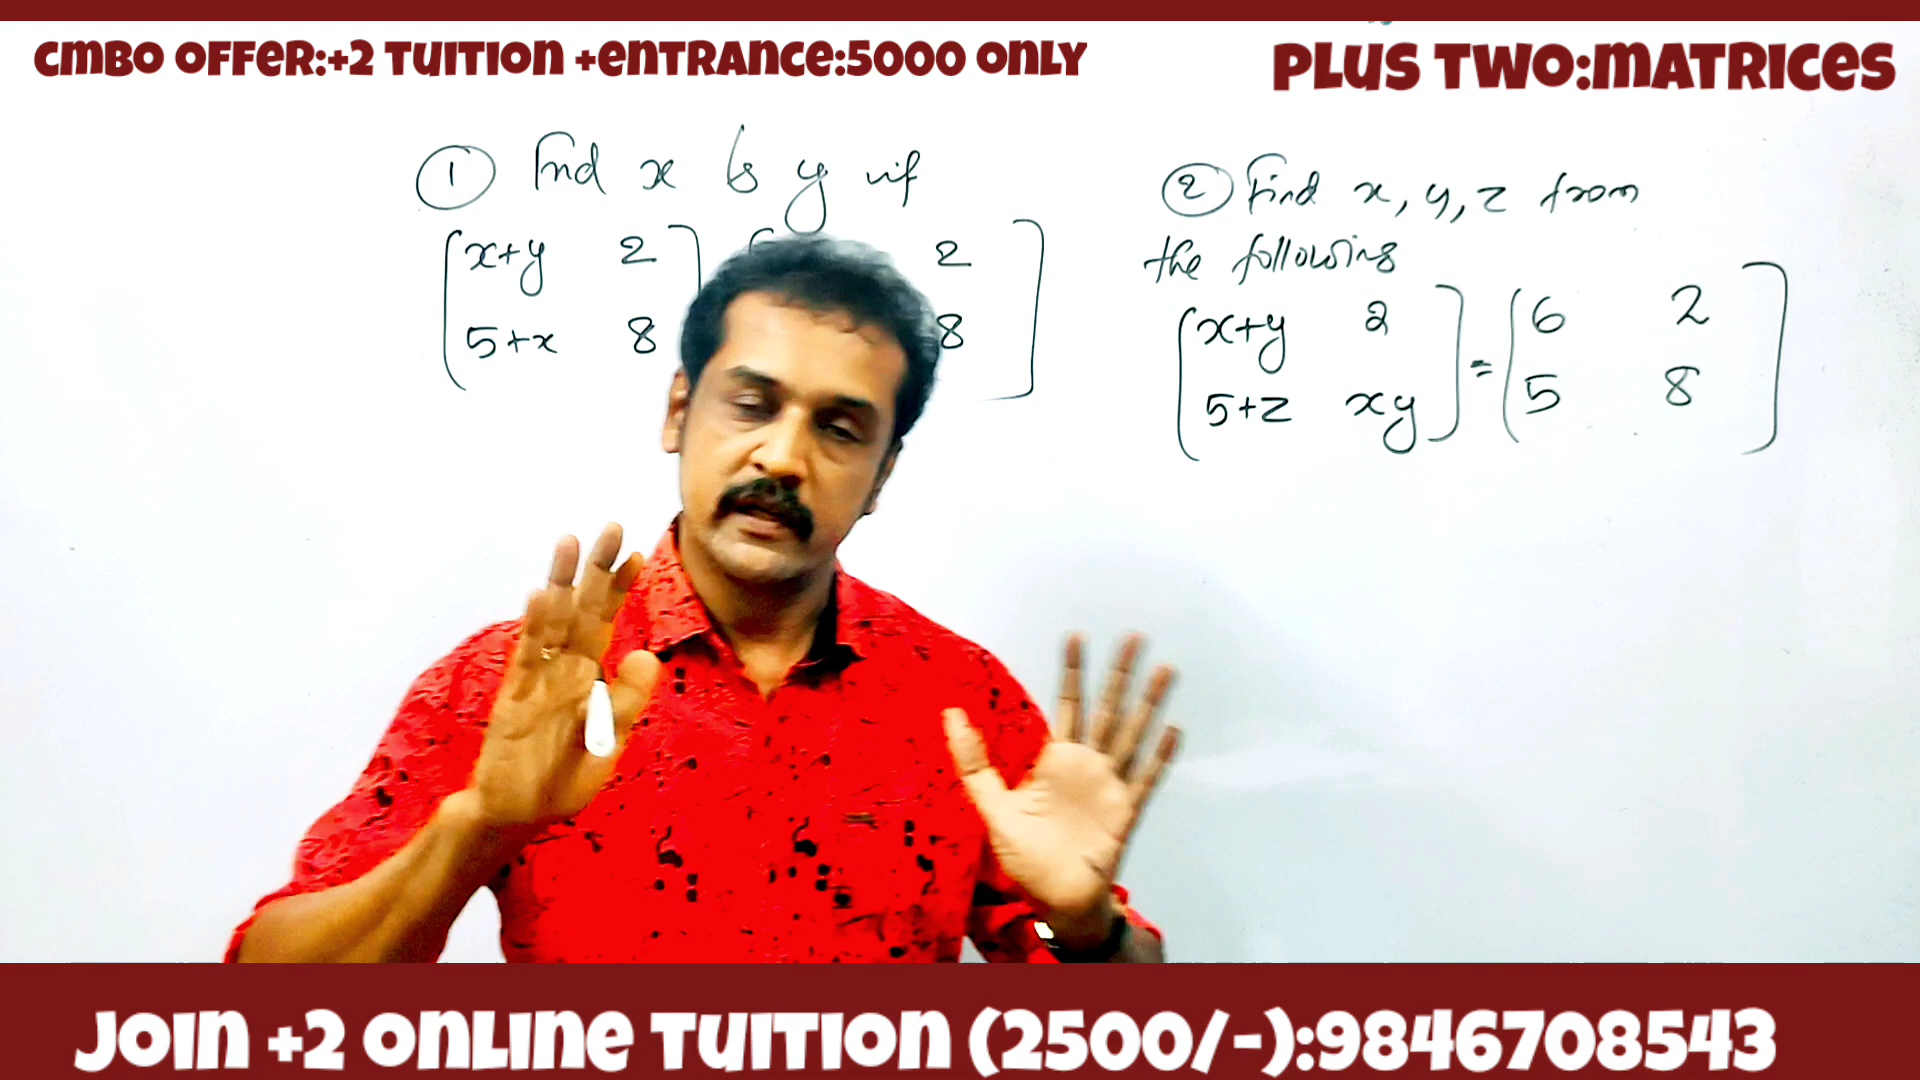 CMBO OFFER:+2 TUITION +ENTRANCE:5000 ONLY
PLUS TWO:MATRICES
① Find x & y if
x+y 2 2
5+x 8 8
② Find x, y, z from
the following
[x+y 2] = [6 2]
[5+z xy] [5 8]
JOIN +2 ONLINE TUITION (2500/-):9846708543